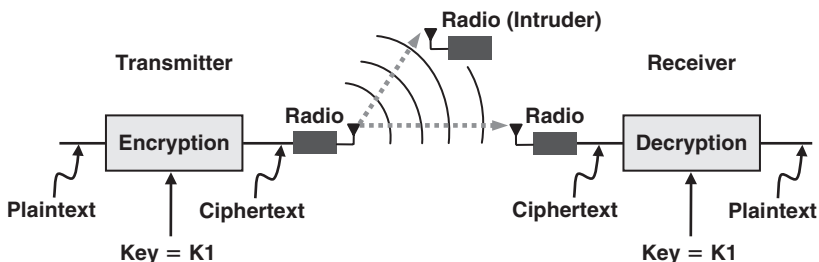 Radio (Intruder)
Transmitter
Receiver
Radio
Radio
Encryption
Decryption
Plaintext
Ciphertext
Ciphertext
Plaintext
Key = K1
Key = K1